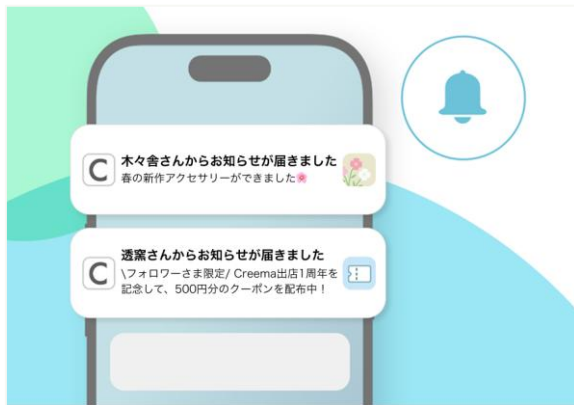 C
木々舎さんからお知らせが届きました
春の新作アクセサリーができました🌸
C
透窯さんからお知らせが届きました
\フォロワーさま限定/ Creema出店1周年を
記念して、500円分のクーポンを配布中！